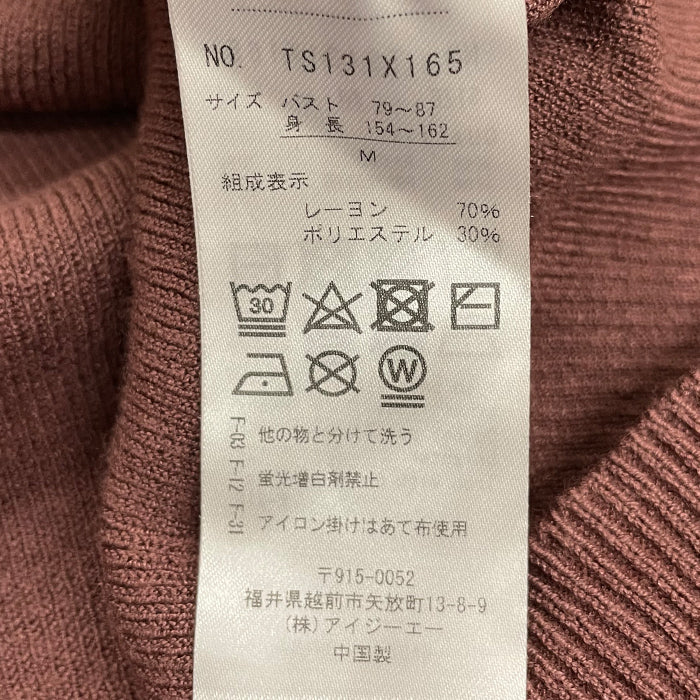 NO. TS131X165
サイズ バスト 79〜87
身長 154〜162
M
組成表示
レーヨン 70%
ポリエステル 30%
30
W
F-03 F-12 F-31
他の物と分けて洗う
蛍光増白剤禁止
アイロン掛けはあて布使用
〒915-0052
福井県越前市矢放町13-8-9
(株)アイジーエー
中国製